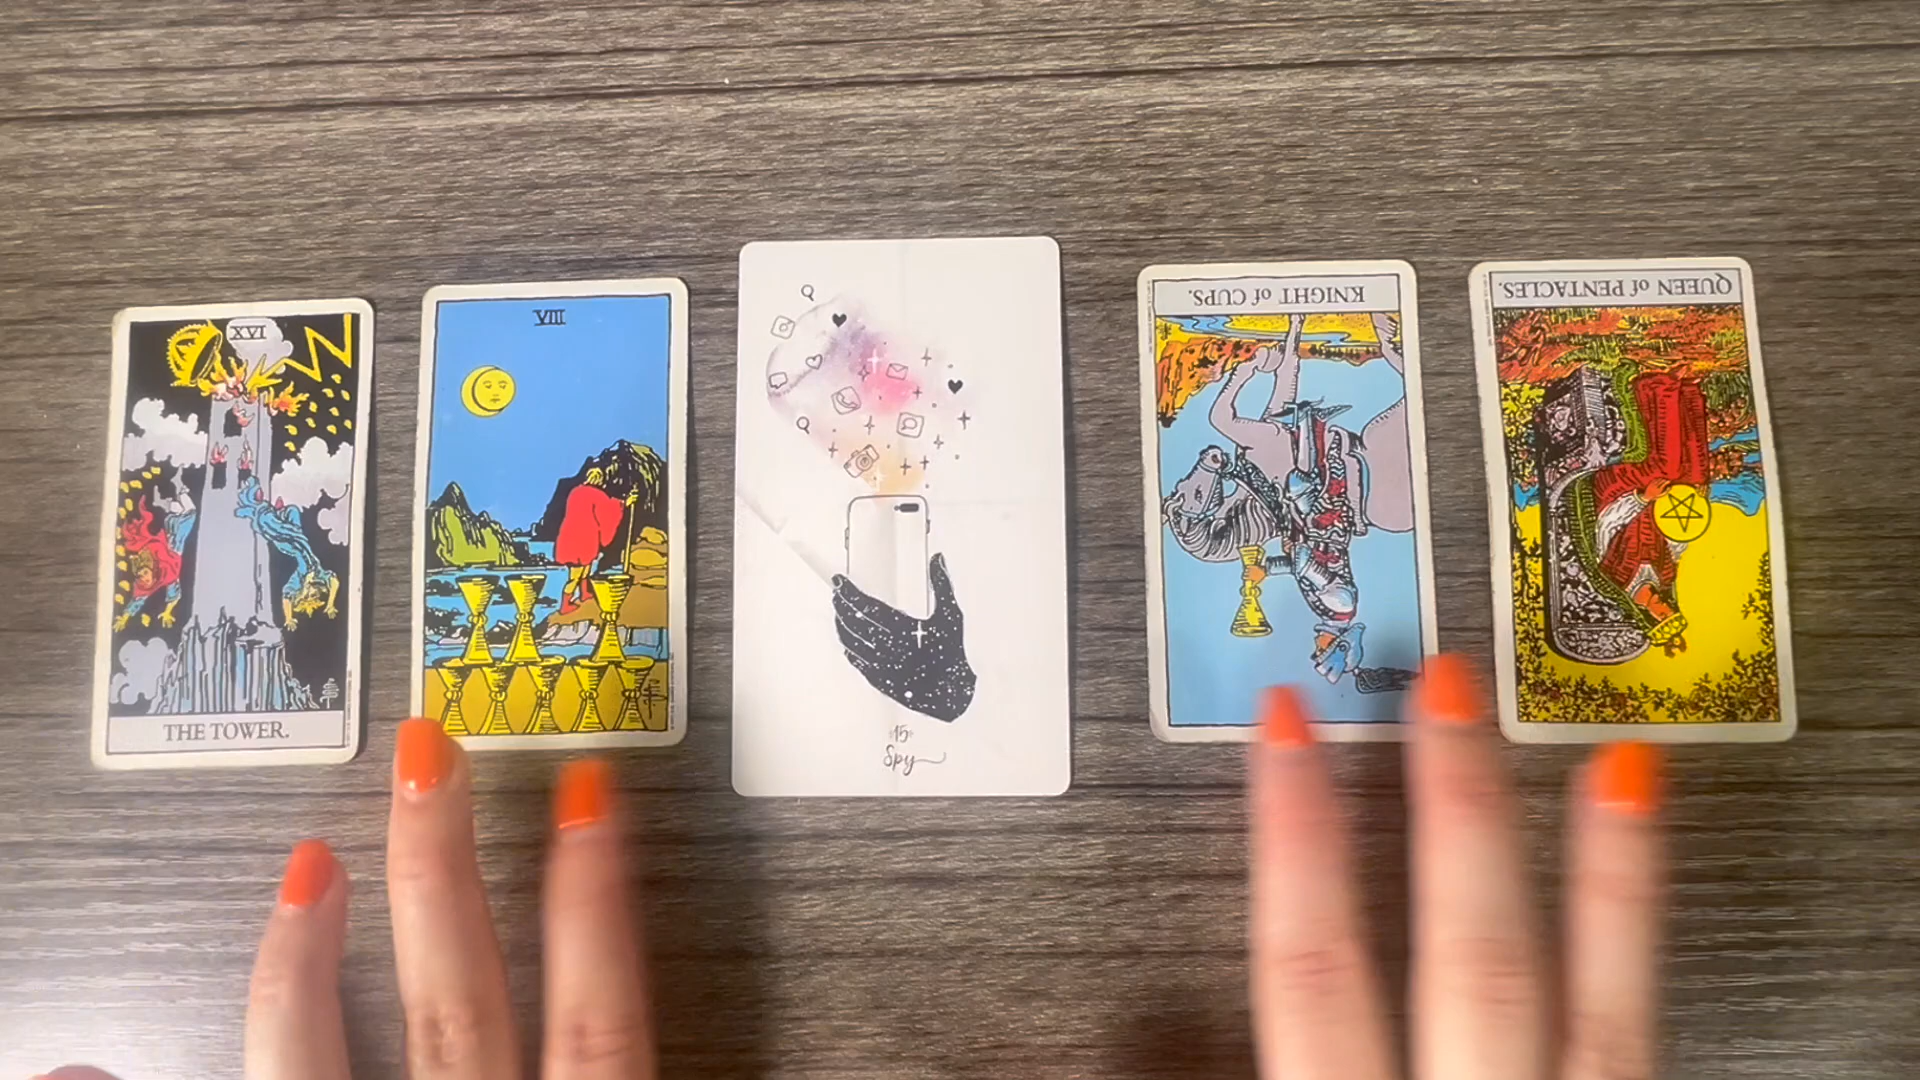 XVI
THE TOWER.
VIII
15
Spy
KNIGHT of CUPS.
QUEEN of PENTACLES.